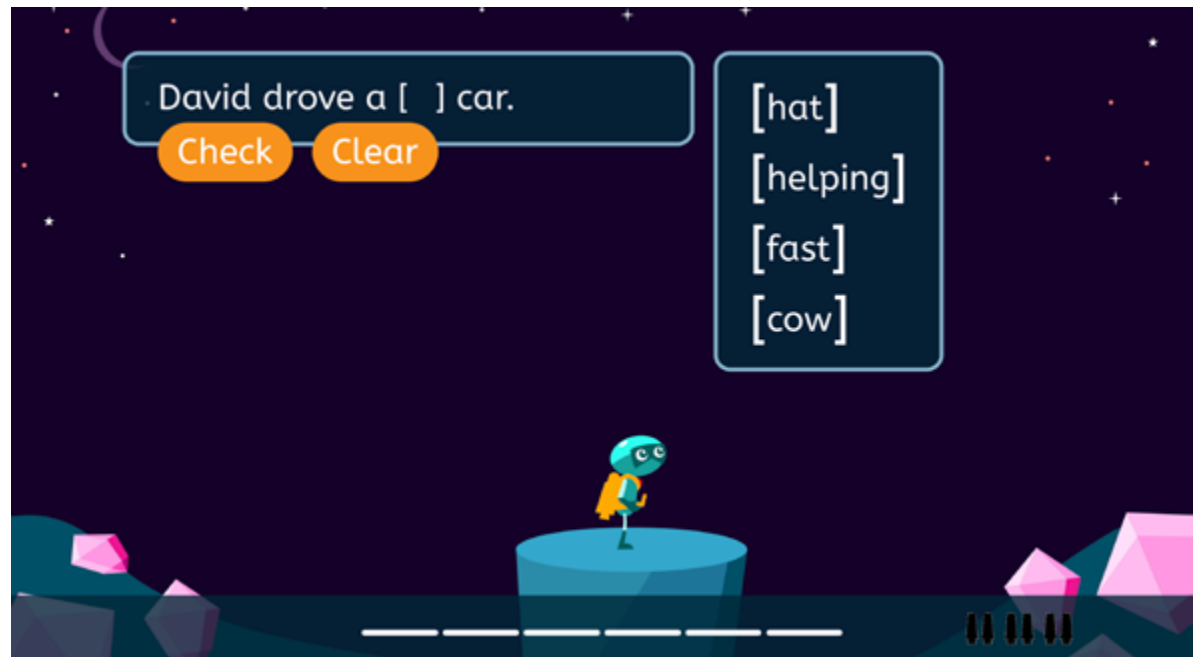 David drove a [ ] car.
Check Clear
[hat]
[helping]
[fast]
[cow]